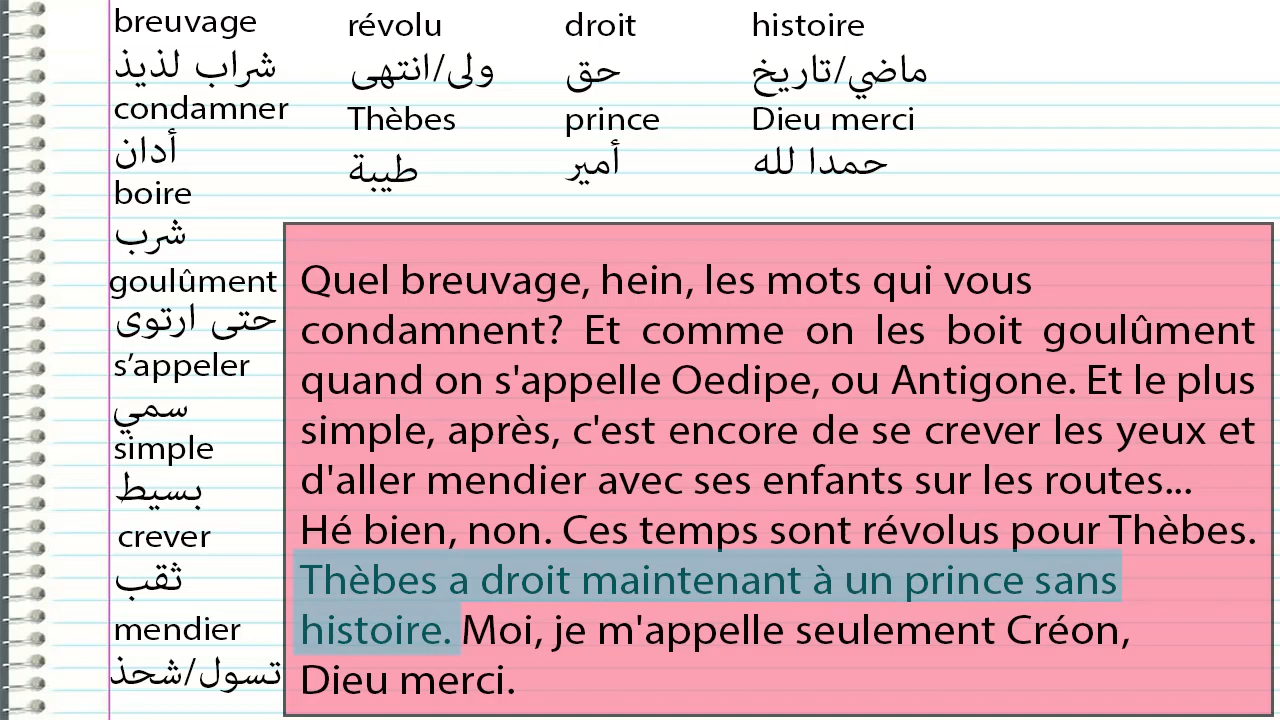 breuvage
شراب لذيذ
condamner
أدان
boire
شرب
goulûment
حتى ارتوى
s’appeler
سمي
simple
بسيط
crever
ثقب
mendier
تسول/شحذ
révolu
ولى/انتهى
Thèbes
طيبة
droit
حق
prince
أمير
histoire
ماضي/تاريخ
Dieu merci
حمدا لله
Quel breuvage, hein, les mots qui vous
condamnent? Et comme on les boit goulûment
quand on s'appelle Oedipe, ou Antigone. Et le plus
simple, après, c'est encore de se crever les yeux et
d'aller mendier avec ses enfants sur les routes...
Hé bien, non. Ces temps sont révolus pour Thèbes.
Thèbes a droit maintenant à un prince sans
histoire. Moi, je m'appelle seulement Créon,
Dieu merci.